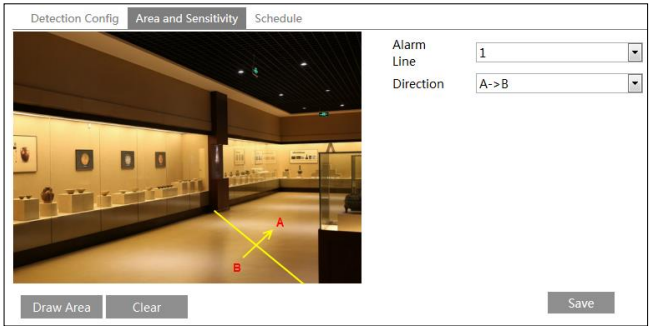 Detection Config Area and Sensitivity Schedule
Alarm Line 1
Direction A->B
A
B
Draw Area Clear Save